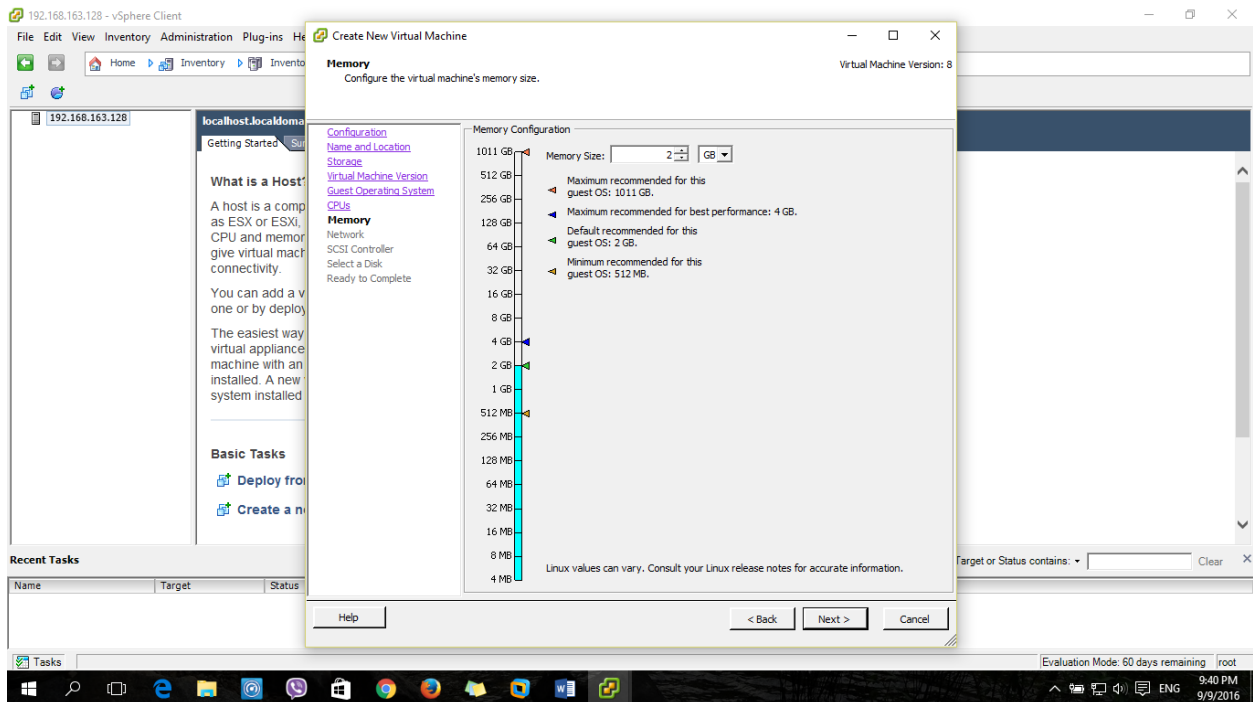 192.168.163.128 - vSphere Client
File Edit View Inventory Administration Plug-ins He
Home Inventory Invento
192.168.163.128
localhost.localdoma
Getting Started Sur
What is a Host?
A host is a comp
as ESX or ESXi,
CPU and memor
give virtual mach
connectivity.
You can add a v
one or by deploy
The easiest way
virtual appliance
machine with an
installed. A new
system installed
Basic Tasks
Deploy fro
Create a n
Create New Virtual Machine
Memory
Configure the virtual machine's memory size.
Virtual Machine Version: 8
Configuration
Name and Location
Storage
Virtual Machine Version
Guest Operating System
CPUs
Memory
Network
SCSI Controller
Select a Disk
Ready to Complete
Memory Configuration
1011 GB
512 GB
256 GB
128 GB
64 GB
32 GB
16 GB
8 GB
4 GB
2 GB
1 GB
512 MB
256 MB
128 MB
64 MB
32 MB
16 MB
8 MB
4 MB
Memory Size: 2 GB
Maximum recommended for this
guest OS: 1011 GB.
Maximum recommended for best performance: 4 GB.
Default recommended for this
guest OS: 2 GB.
Minimum recommended for this
guest OS: 512 MB.
Linux values can vary. Consult your Linux release notes for accurate information.
Help
< Back Next > Cancel
Recent Tasks
Target or Status contains: Clear
Name Target Status
Tasks
Evaluation Mode: 60 days remaining root
ENG
9:40 PM
9/9/2016